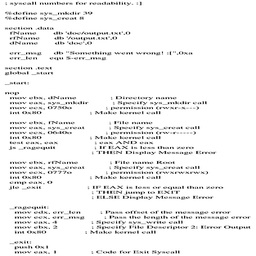 ; syscall numbers for readability. :]
%define sys_mkdir 39
%define sys_creat 8
section .data
fName db 'doc/output.txt',0
rfName db '/output.txt',0
dName db 'doc',0
err_msg db "Something went wrong! :[",0xa
err_len equ $-err_msg
section .text
global _start
_start:
nop
mov ebx, dName ; Directory name
mov eax, sys_mkdir ; Specify sys_mkdir call
mov ecx, 0750o ; permission (rwxr-x---)
int 0x80 ; Make kernel call
mov ebx, fName ; File name
mov eax, sys_creat ; Specify sys_creat call
mov ecx, 0640o ; permission (rw-r-----)
int 0x80 ; Make kernel call
test eax, eax ; eax AND eax
js _ragequit ; If EAX is less than zero
; THEN Display Message Error
mov ebx, rfName ; File name Root
mov eax, sys_creat ; Specify sys_creat call
mov ecx, 0777o ; permission (rwxrwxrwx)
int 0x80 ; Make kernel call
cmp eax, 0
jle _exit ; IF EAX is less or equal than zero
; THEN jump to EXIT
; ELSE Display Message Error
_ragequit:
mov edx, err_len ; Pass offset of the message error
mov ecx, err_msg ; Pass the length of the message error
mov eax, 4 ; Specify sys_write call
mov ebx, 2 ; Specify File Descriptor 2: Error Output
int 0x80 ; Make kernel call
_exit:
push 0x1
mov eax, 1 ; Code for Exit Syscall